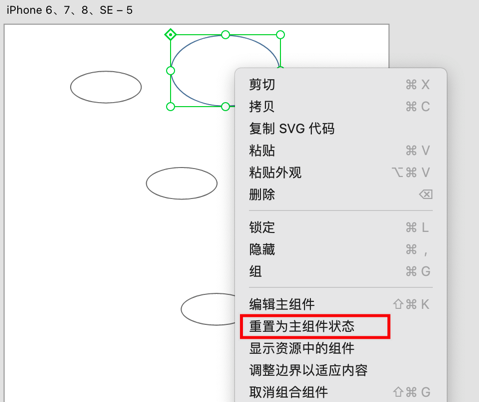 iPhone 6、7、8、SE – 5
剪切 ⌘ X
拷贝 ⌘ C
复制 SVG 代码
粘贴 ⌘ V
粘贴外观 ⌥⌘ V
删除 ⌫
锁定 ⌘ L
隐藏 ⌘ ,
组 ⌘ G
编辑主组件 ⇧⌘ K
重置为主组件状态
显示资源中的组件
调整边界以适应内容
取消组合组件 ⇧⌘ G